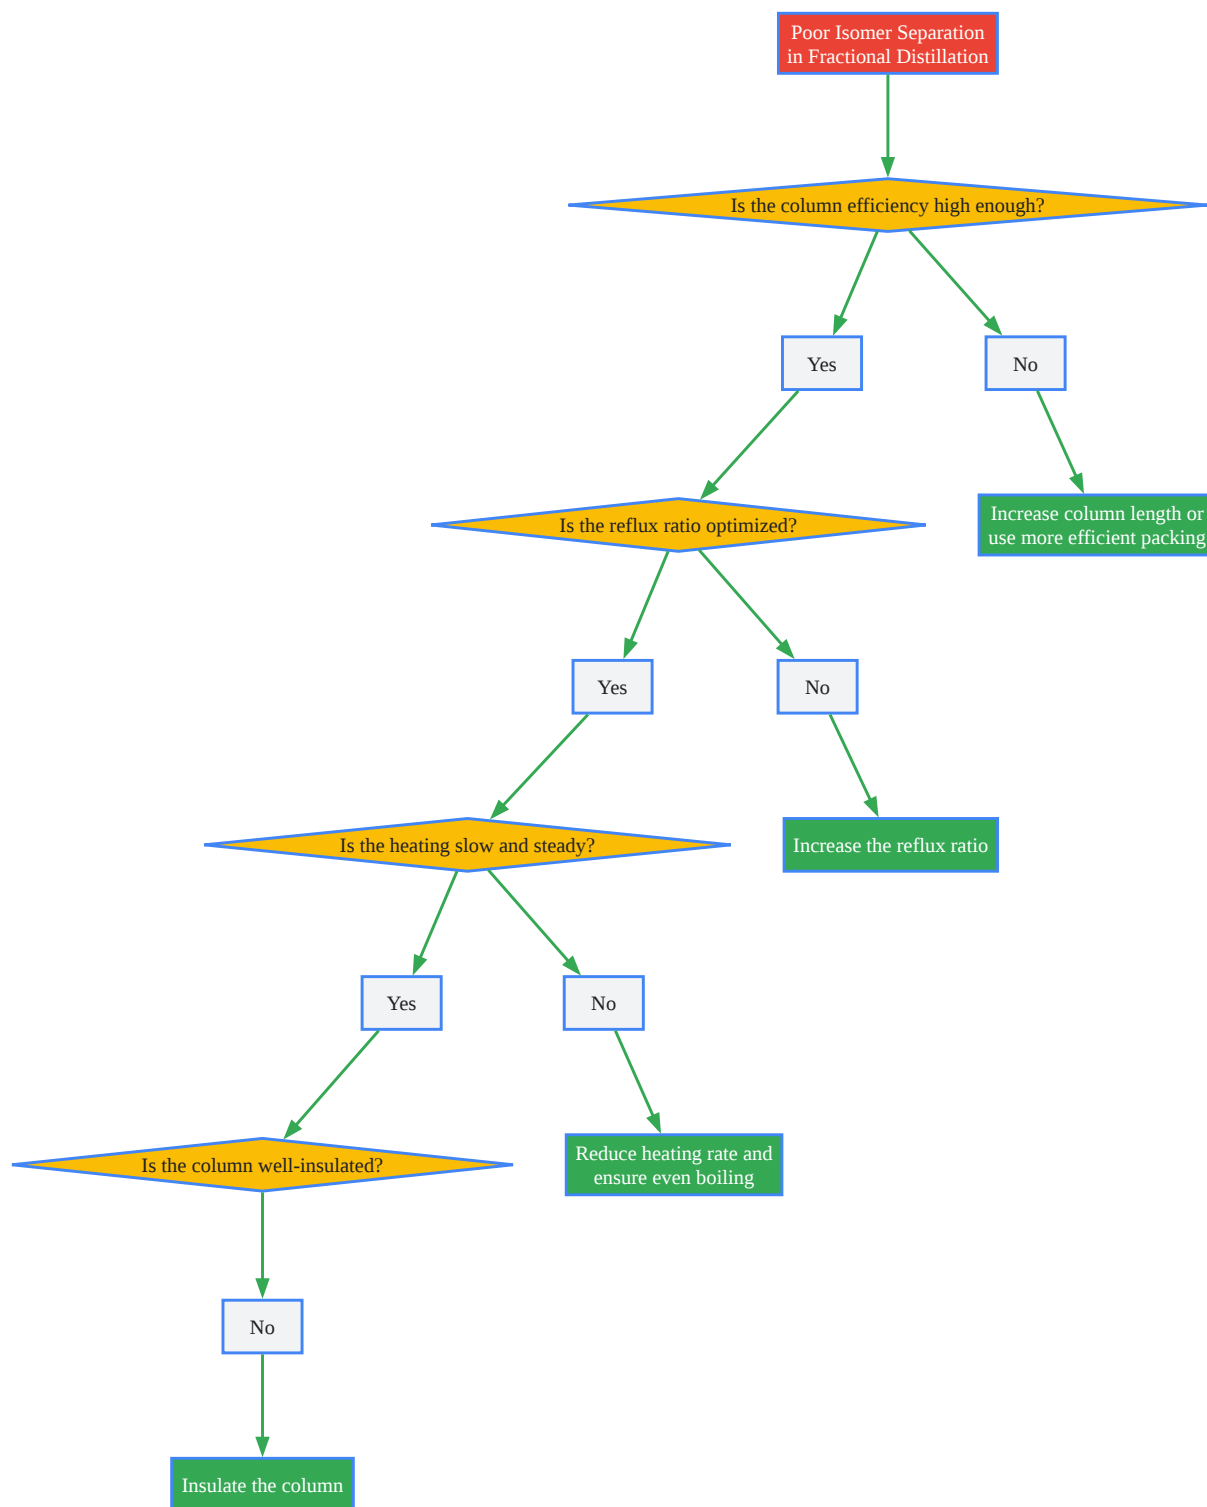 Poor Isomer Separation
in Fractional Distillation
Is the column efficiency high enough?
Yes
No
Increase column length or
use more efficient packing
Is the reflux ratio optimized?
Yes
No
Increase the reflux ratio
Is the heating slow and steady?
Yes
No
Reduce heating rate and
ensure even boiling
Is the column well-insulated?
No
Insulate the column